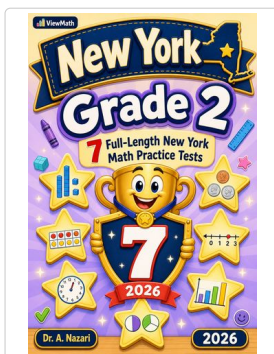 ViewMath
New York
Grade 2
7 Full-Length New York
Math Practice Tests
7
2026
0 1 2 3
Dr. A. Nazari
2026